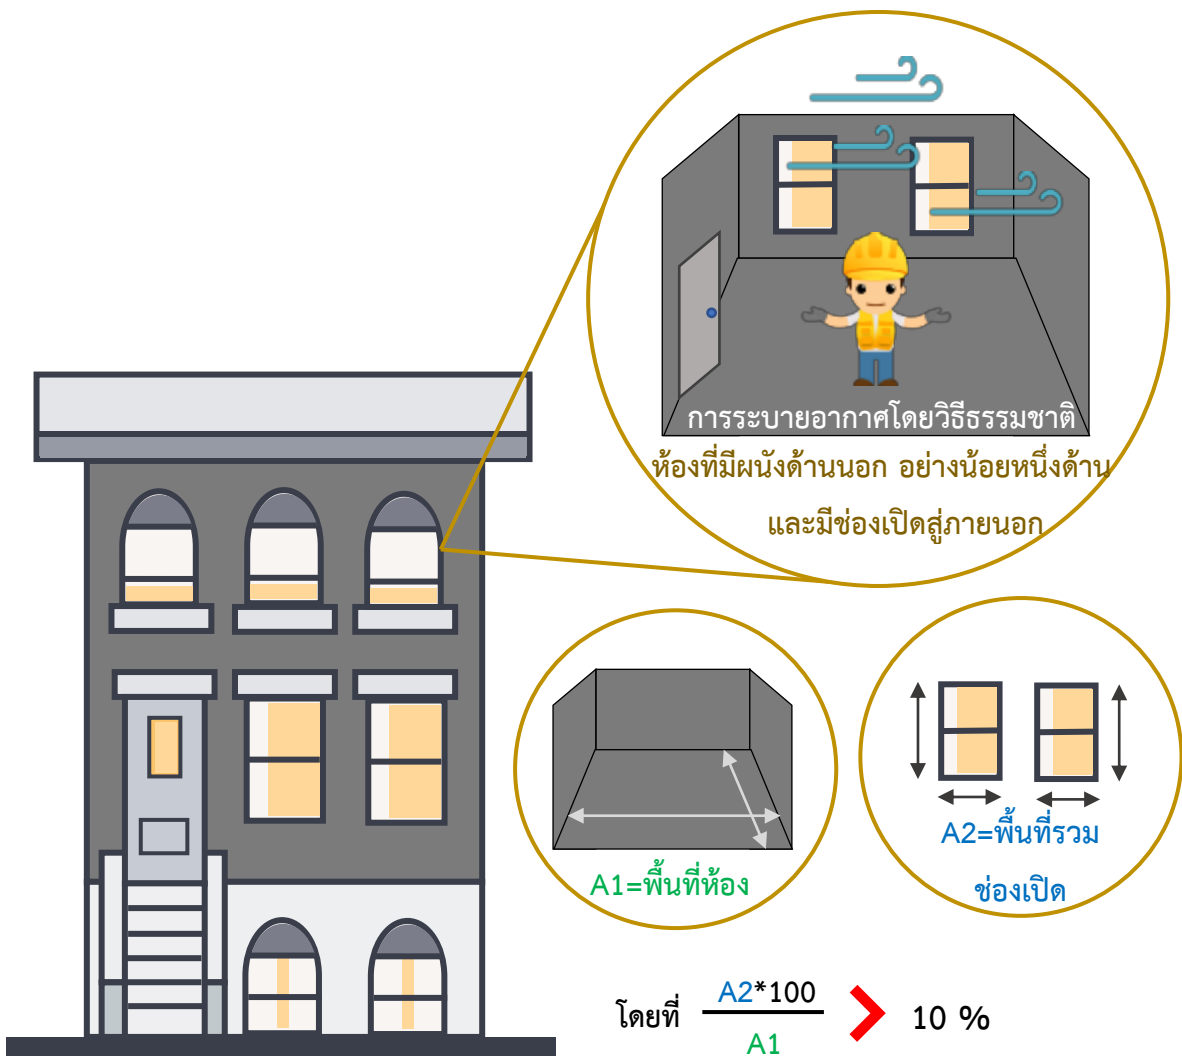 การระบายอากาศโดยวิธีธรรมชาติ
ห้องที่มีผนังด้านนอก อย่างน้อยหนึ่งด้าน
และมีช่องเปิดสู่ภายนอก
A1=พื้นที่ห้อง
A2=พื้นที่รวม
ช่องเปิด
โดยที่ A2*100
A1
> 10 %